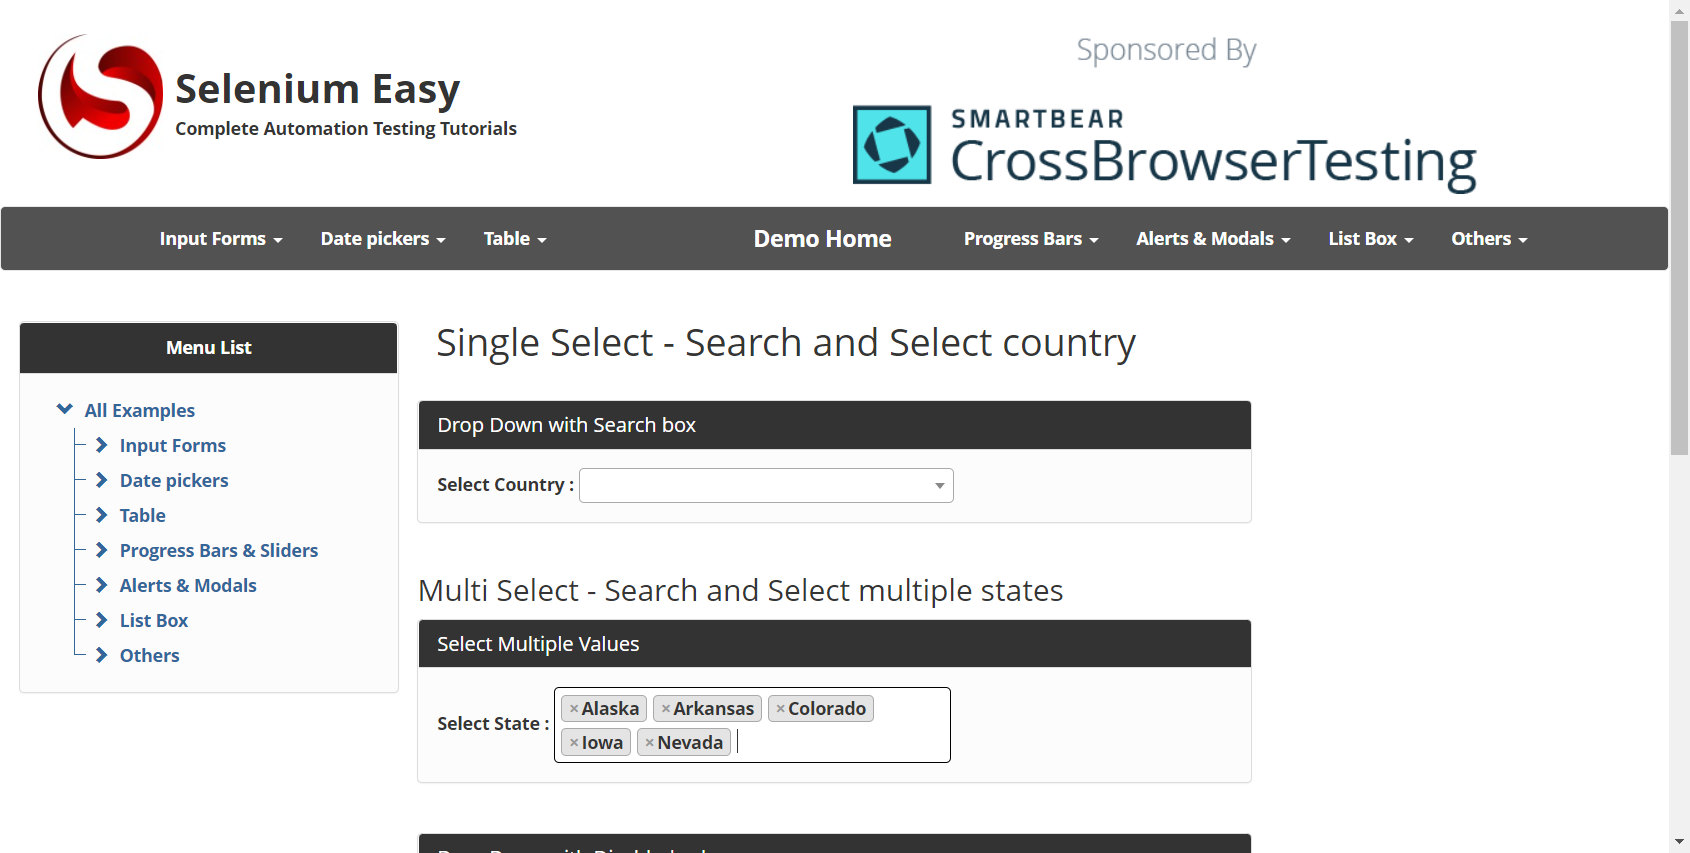 Selenium Easy
Complete Automation Testing Tutorials
Sponsored By
SMARTBEAR
CrossBrowserTesting
Input Forms Date pickers Table Demo Home Progress Bars Alerts & Modals List Box Others
Menu List
All Examples
Input Forms
Date pickers
Table
Progress Bars & Sliders
Alerts & Modals
List Box
Others
Single Select - Search and Select country
Drop Down with Search box
Select Country :
Multi Select - Search and Select multiple states
Select Multiple Values
Select State :
×Alaska ×Arkansas ×Colorado
×Iowa ×Nevada